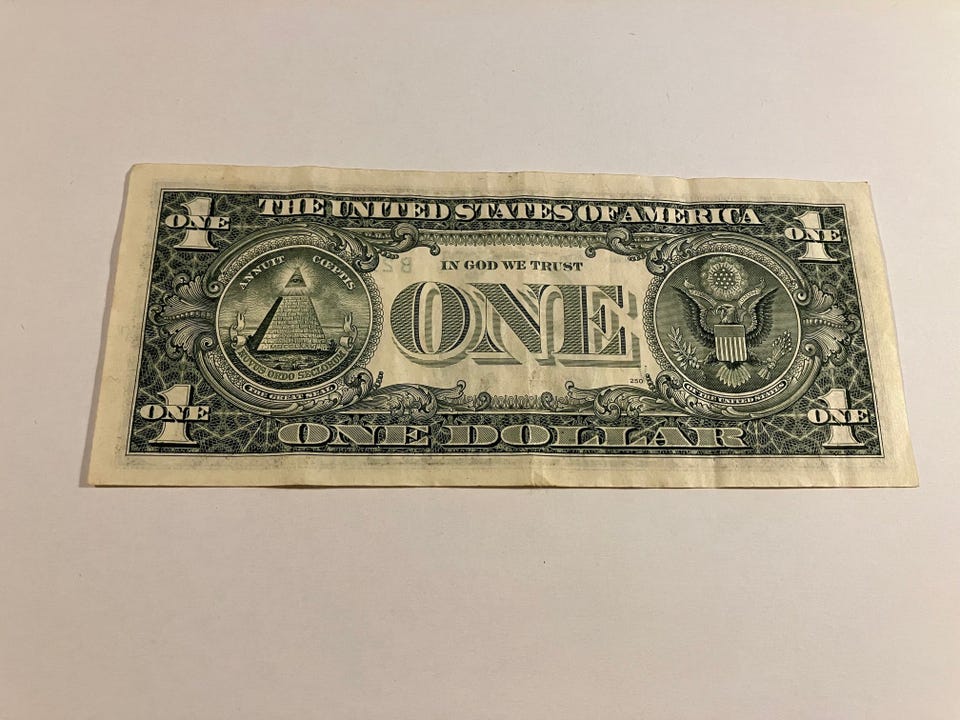 THE UNITED STATES OF AMERICA
1
ONE
1
ONE
ANNUIT CŒPTIS
IN GOD WE TRUST
ONE
NOVUS ORDO SECLORUM
THE GREAT SEAL
250
OF THE UNITED STATES
1
ONE
1
ONE
ONE DOLLAR